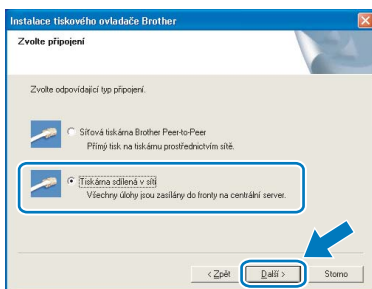 Instalace tiskového ovladače Brother
Zvolte připojení
Zvolte odpovídající typ připojení.
Síťová tiskárna Brother Peer-to-Peer
Přímý tisk na tiskárnu prostřednictvím sítě.
Tiskárna sdílená v síti
Všechny úlohy jsou zasílány do fronty na centrální server.
< Zpět
Další >
Storno